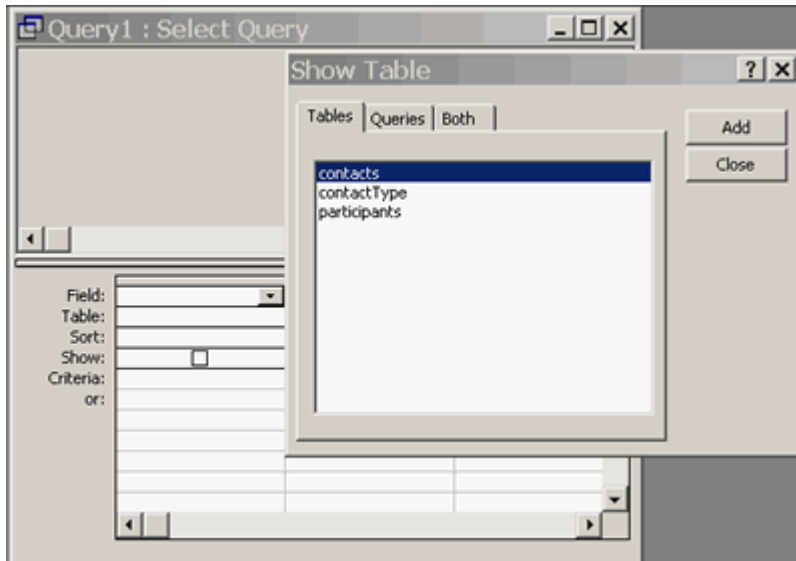 Query1 : Select Query
Show Table
Tables Queries Both
Add
Close
contacts
contactType
participants
Field:
Table:
Sort:
Show:
Criteria:
or: